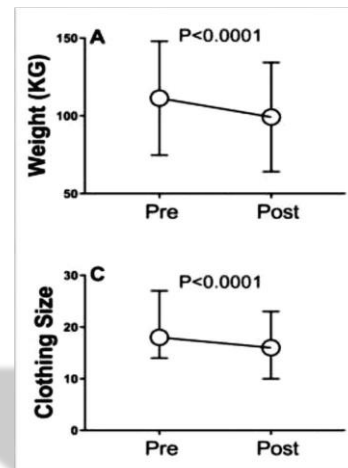 A
P<0.0001
Weight (KG)
150
100
50
Pre Post
C
P<0.0001
Clothing Size
30
20
10
0
Pre Post